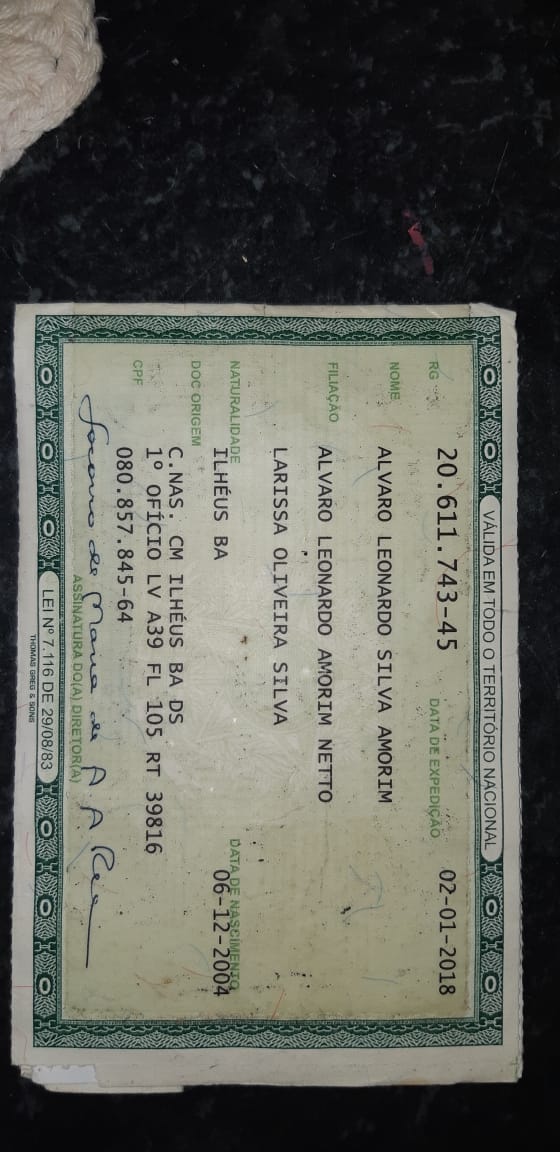 VÁLIDA EM TODO O TERRITÓRIO NACIONAL
RG 20.611.743-45 DATA DE EXPEDIÇÃO 02-01-2018
NOME ALVARO LEONARDO SILVA AMORIM
FILIAÇÃO ALVARO LEONARDO AMORIM NETTO
LARISSA OLIVEIRA SILVA
NATURALIDADE DATA DE NASCIMENTO
ILHÉUS BA 06-12-2004
DOC ORIGEM C.NAS. CM ILHÉUS BA DS
1º OFÍCIO LV A39 FL 105 RT 39816
CPF 080.857.845-64
ASSINATURA DO(A) DIRETOR(A)
LEI Nº 7.116 DE 29/08/83
THOMAS GREG & SONS